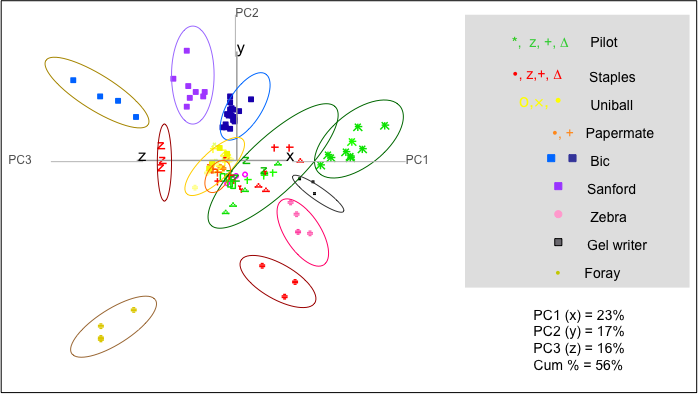 PC2
y
PC3
z
x
PC1
*, z, +, Δ Pilot
•, z,+, Δ Staples
Uniball
•, + Papermate
Bic
Sanford
Zebra
Gel writer
Foray
z
z
z
z
z
PC1 (x) = 23%
PC2 (y) = 17%
PC3 (z) = 16%
Cum % = 56%